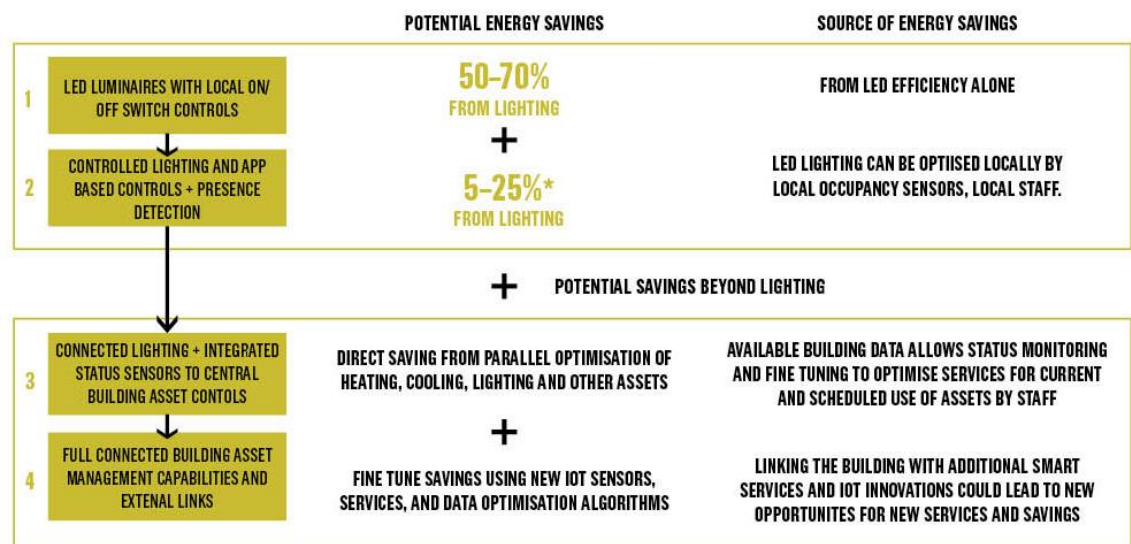 POTENTIAL ENERGY SAVINGS
SOURCE OF ENERGY SAVINGS
1
LED LUMINAIRES WITH LOCAL ON/
OFF SWITCH CONTROLS
50–70%
FROM LIGHTING
FROM LED EFFICIENCY ALONE
+
2
CONTROLLED LIGHTING AND APP
BASED CONTROLS + PRESENCE
DETECTION
5–25%*
FROM LIGHTING
LED LIGHTING CAN BE OPTIISED LOCALLY BY
LOCAL OCCUPANCY SENSORS, LOCAL STAFF.
+ POTENTIAL SAVINGS BEYOND LIGHTING
3
CONNECTED LIGHTING + INTEGRATED
STATUS SENSORS TO CENTRAL
BUILDING ASSET CONTOLS
DIRECT SAVING FROM PARALLEL OPTIMISATION OF
HEATING, COOLING, LIGHTING AND OTHER ASSETS
AVAILABLE BUILDING DATA ALLOWS STATUS MONITORING
AND FINE TUNING TO OPTIMISE SERVICES FOR CURRENT
AND SCHEDULED USE OF ASSETS BY STAFF
+
4
FULL CONNECTED BUILDING ASSET
MANAGEMENT CAPABILITIES AND
EXTENAL LINKS
FINE TUNE SAVINGS USING NEW IOT SENSORS,
SERVICES, AND DATA OPTIMISATION ALGORITHMS
LINKING THE BUILDING WITH ADDITIONAL SMART
SERVICES AND IOT INNOVATIONS COULD LEAD TO NEW
OPPORTUNITES FOR NEW SERVICES AND SAVINGS